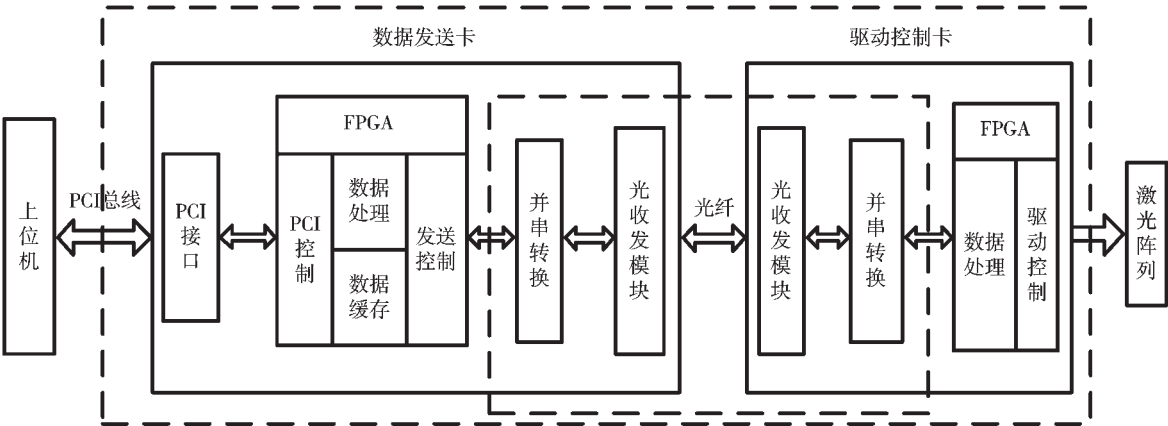 数据发送卡
驱动控制卡
上位机
PCI总线
PCI
接口
FPGA
PCI
控制
数据
处理
数据
缓存
发送
控制
并串转换
光收发模块
光纤
光收发模块
并串转换
FPGA
数据
处理
驱动控制
激光阵列